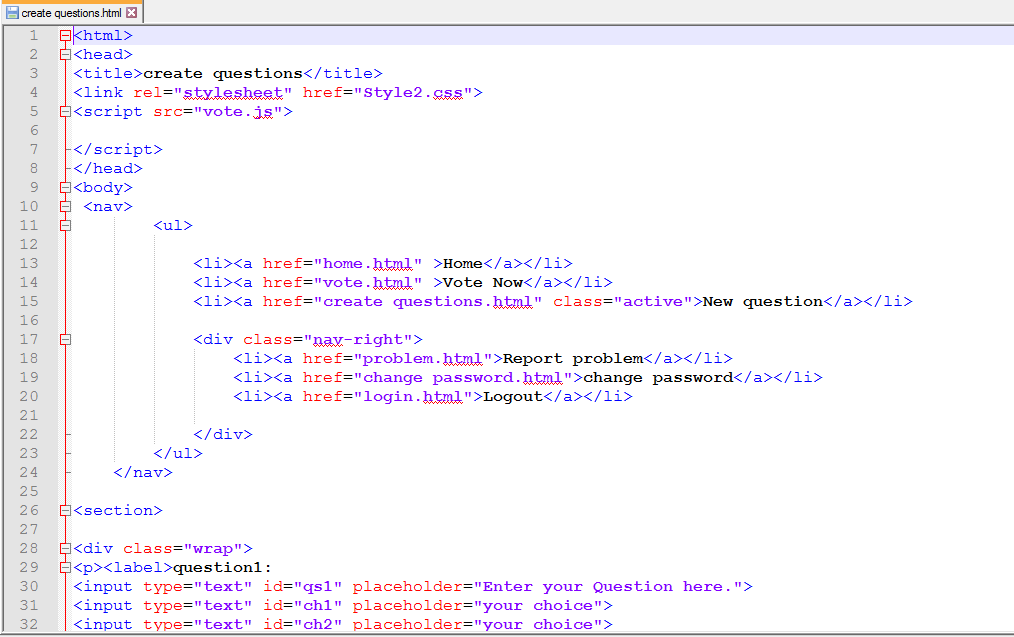 create questions.html
1 <html>
2 <head>
3 <title>create questions</title>
4 <link rel="stylesheet" href="Style2.css">
5 <script src="vote.js">
6
7 </script>
8 </head>
9 <body>
10 <nav>
11 <ul>
12
13 <li><a href="home.html" >Home</a></li>
14 <li><a href="vote.html" >Vote Now</a></li>
15 <li><a href="create questions.html" class="active">New question</a></li>
16
17 <div class="nav-right">
18 <li><a href="problem.html">Report problem</a></li>
19 <li><a href="change password.html">change password</a></li>
20 <li><a href="login.html">Logout</a></li>
21
22 </div>
23 </ul>
24 </nav>
25
26 <section>
27
28 <div class="wrap">
29 <p><label>question1:
30 <input type="text" id="qs1" placeholder="Enter your Question here.">
31 <input type="text" id="ch1" placeholder="your choice">
32 <input type="text" id="ch2" placeholder="your choice">